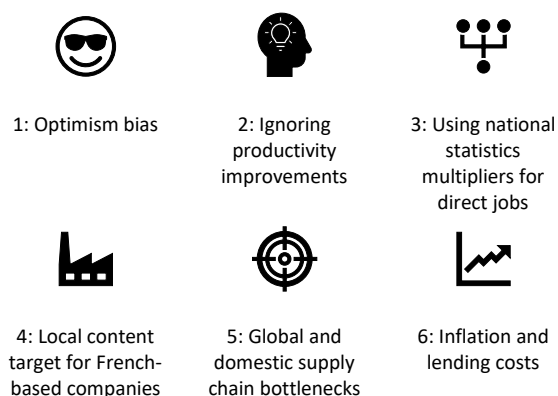 1: Optimism bias
2: Ignoring
productivity
improvements
3: Using national
statistics
multipliers for
direct jobs
4: Local content
target for French-
based companies
5: Global and
domestic supply
chain bottlenecks
6: Inflation and
lending costs